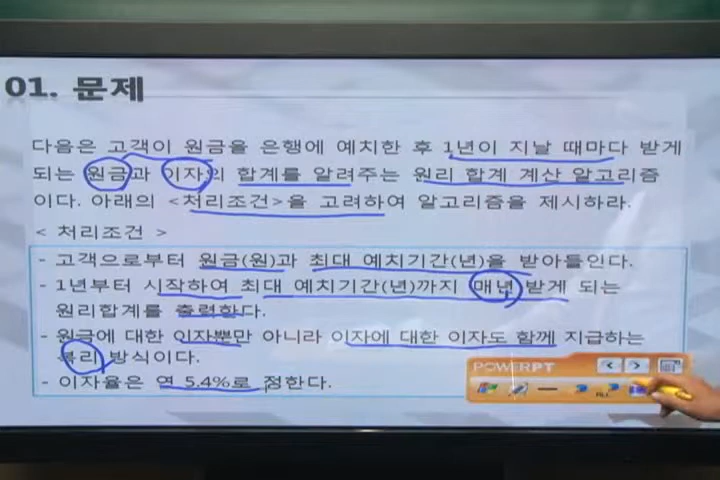 01. 문제
다음은 고객이 원금을 은행에 예치한 후 1년이 지날 때마다 받게
되는 원금과 이자의 합계를 알려주는 원리 합계 계산 알고리즘
이다. 아래의 <처리조건>을 고려하여 알고리즘을 제시하라.
< 처리조건 >
- 고객으로부터 원금(원)과 최대 예치기간(년)을 받아들인다.
- 1년부터 시작하여 최대 예치기간(년)까지 매년 받게 되는
원리합계를 출력한다.
- 원금에 대한 이자뿐만 아니라 이자에 대한 이자도 함께 지급하는
복리 방식이다.
- 이자율은 연 5.4%로 정한다.
POWERPT
ALL